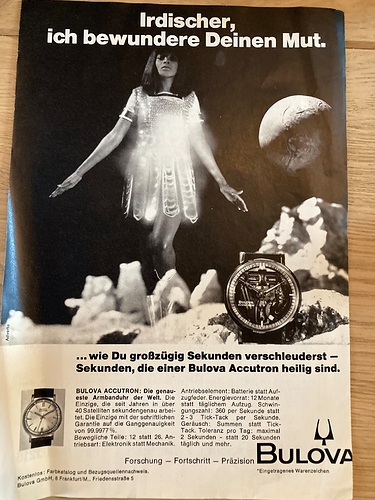 Irdischer,
ich bewundere Deinen Mut.
... wie Du großzügig Sekunden verschleuderst –
Sekunden, die einer Bulova Accutron heilig sind.
BULOVA ACCUTRON: Die genau-
este Armbanduhr der Welt. Die
Einzige, die seit Jahren in über
40 Satelliten sekundengenau arbei-
tet. Die Einzige mit der schriftlichen
Garantie auf die Ganggenauigkeit
von 99.9977 %.
Bewegliche Teile: 12 statt 26. An-
triebsart: Elektronik statt Mechanik.
Antriebselement: Batterie statt Auf-
zugfeder. Energievorrat: 12 Monate
statt täglichen Aufzug. Schwin-
gungszahl: 360 per Sekunde statt
2 - 3 Tick-Tack per Sekunde.
Geräusch: Summen statt Tick-
Tack. Toleranz pro Tag: maximal
2 Sekunden - statt 20 Sekunden
täglich und mehr.
Forschung – Fortschritt – Präzision
BULOVA
Kostenlos: Farbkatalog und Bezugsquellennachweis.
Bulova GmbH, 6 Frankfurt/M., Friedensstraße 5
*Eingetragenes Warenzeichen